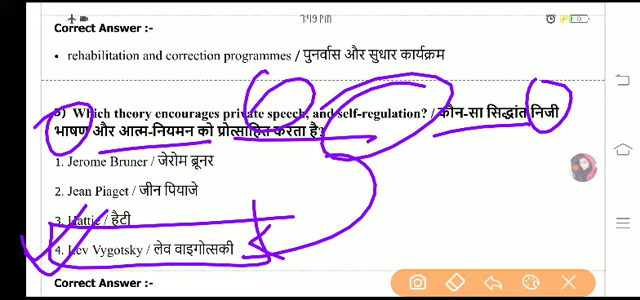 7:49 PM
Correct Answer :-
• rehabilitation and correction programmes / पुनर्वास और सुधार कार्यक्रम
5) Which theory encourages private speech, and self-regulation? / कौन-सा सिद्धांत निजी
भाषण और आत्म-नियमन को प्रोत्साहित करता है?
1. Jerome Bruner / जेरोम ब्रूनर
2. Jean Piaget / जीन पियाजे
3. Hattie / हैटी
4. Lev Vygotsky / लेव वाइगोत्सकी
Correct Answer :-